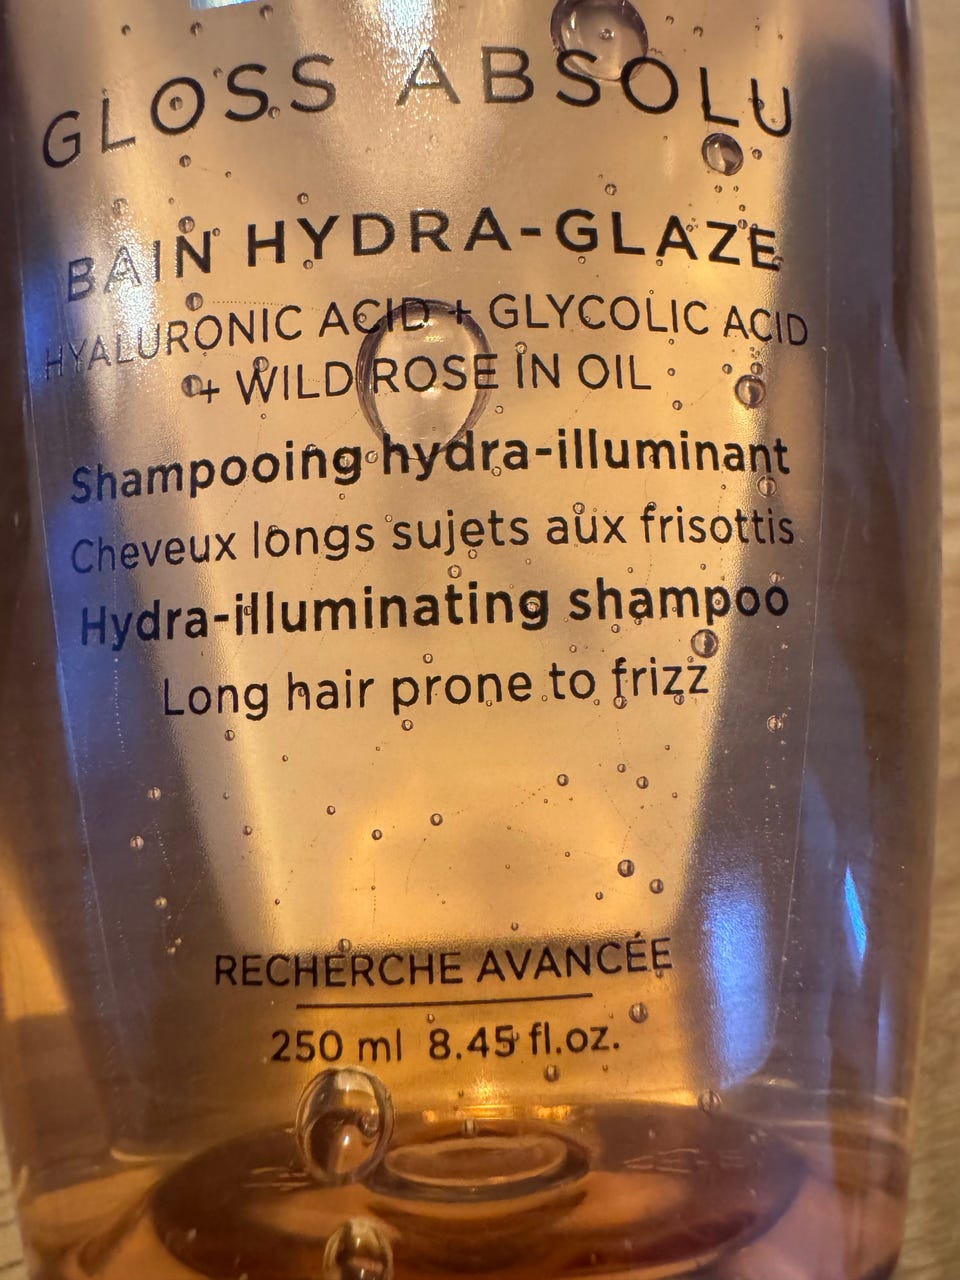 GLOSS ABSOLU
BAIN HYDRA-GLAZE
HYALURONIC ACID + GLYCOLIC ACID
+ WILD ROSE IN OIL
Shampooing hydra-illuminant
Cheveux longs sujets aux frisottis
Hydra-illuminating shampoo
Long hair prone to frizz
RECHERCHE AVANCÉE
250 ml 8.45 fl.oz.